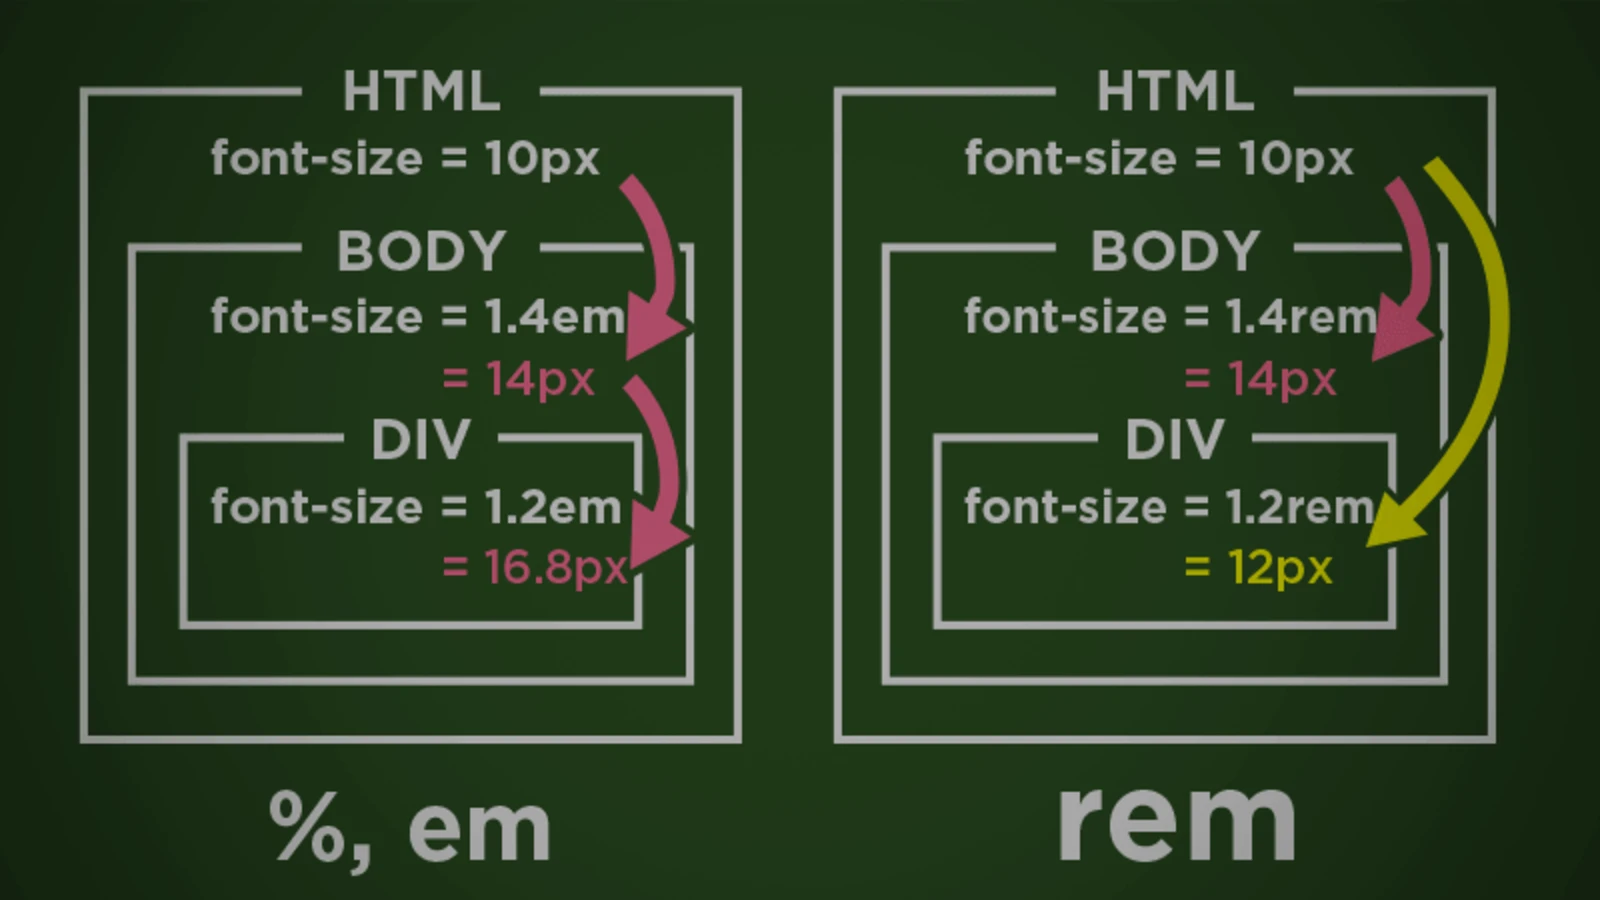 HTML
font-size = 10px
BODY
font-size = 1.4em
= 14px
DIV
font-size = 1.2em
= 16.8px
%, em
HTML
font-size = 10px
BODY
font-size = 1.4rem
= 14px
DIV
font-size = 1.2rem
= 12px
rem